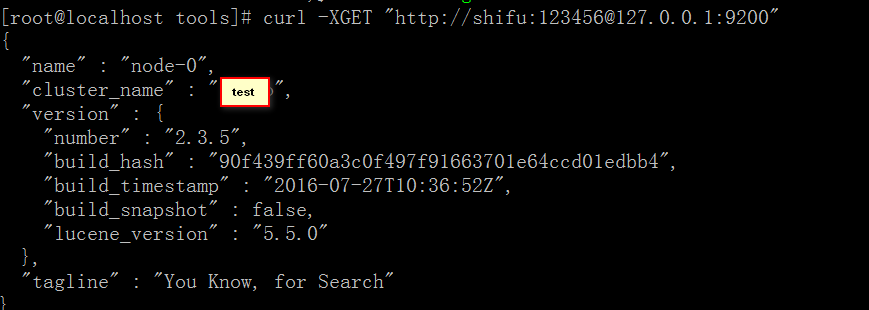 [root@localhost tools]# curl -XGET "http://shifu:123456@127.0.0.1:9200"
{
  "name" : "node-0",
  "cluster_name" : "test",
  "version" : {
    "number" : "2.3.5",
    "build_hash" : "90f439ff60a3c0f497f91663701e64ccd01edbb4",
    "build_timestamp" : "2016-07-27T10:36:52Z",
    "build_snapshot" : false,
    "lucene_version" : "5.5.0"
  },
  "tagline" : "You Know, for Search"
}